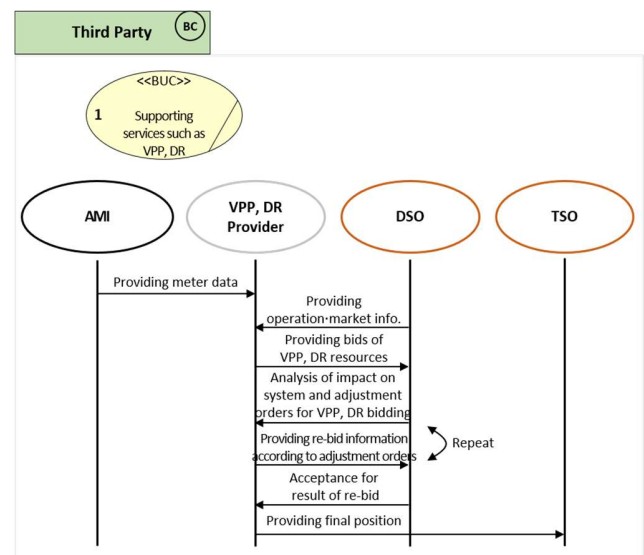 Third Party
BC
<<BUC>>
1
Supporting
services such as
VPP, DR
AMI
VPP, DR
Provider
DSO
TSO
Providing meter data
Providing
operation·market info.
Providing bids of
VPP, DR resources
Analysis of impact on
system and adjustment
orders for VPP, DR bidding
Providing re-bid information
according to adjustment orders
Repeat
Acceptance for
result of re-bid
Providing final position